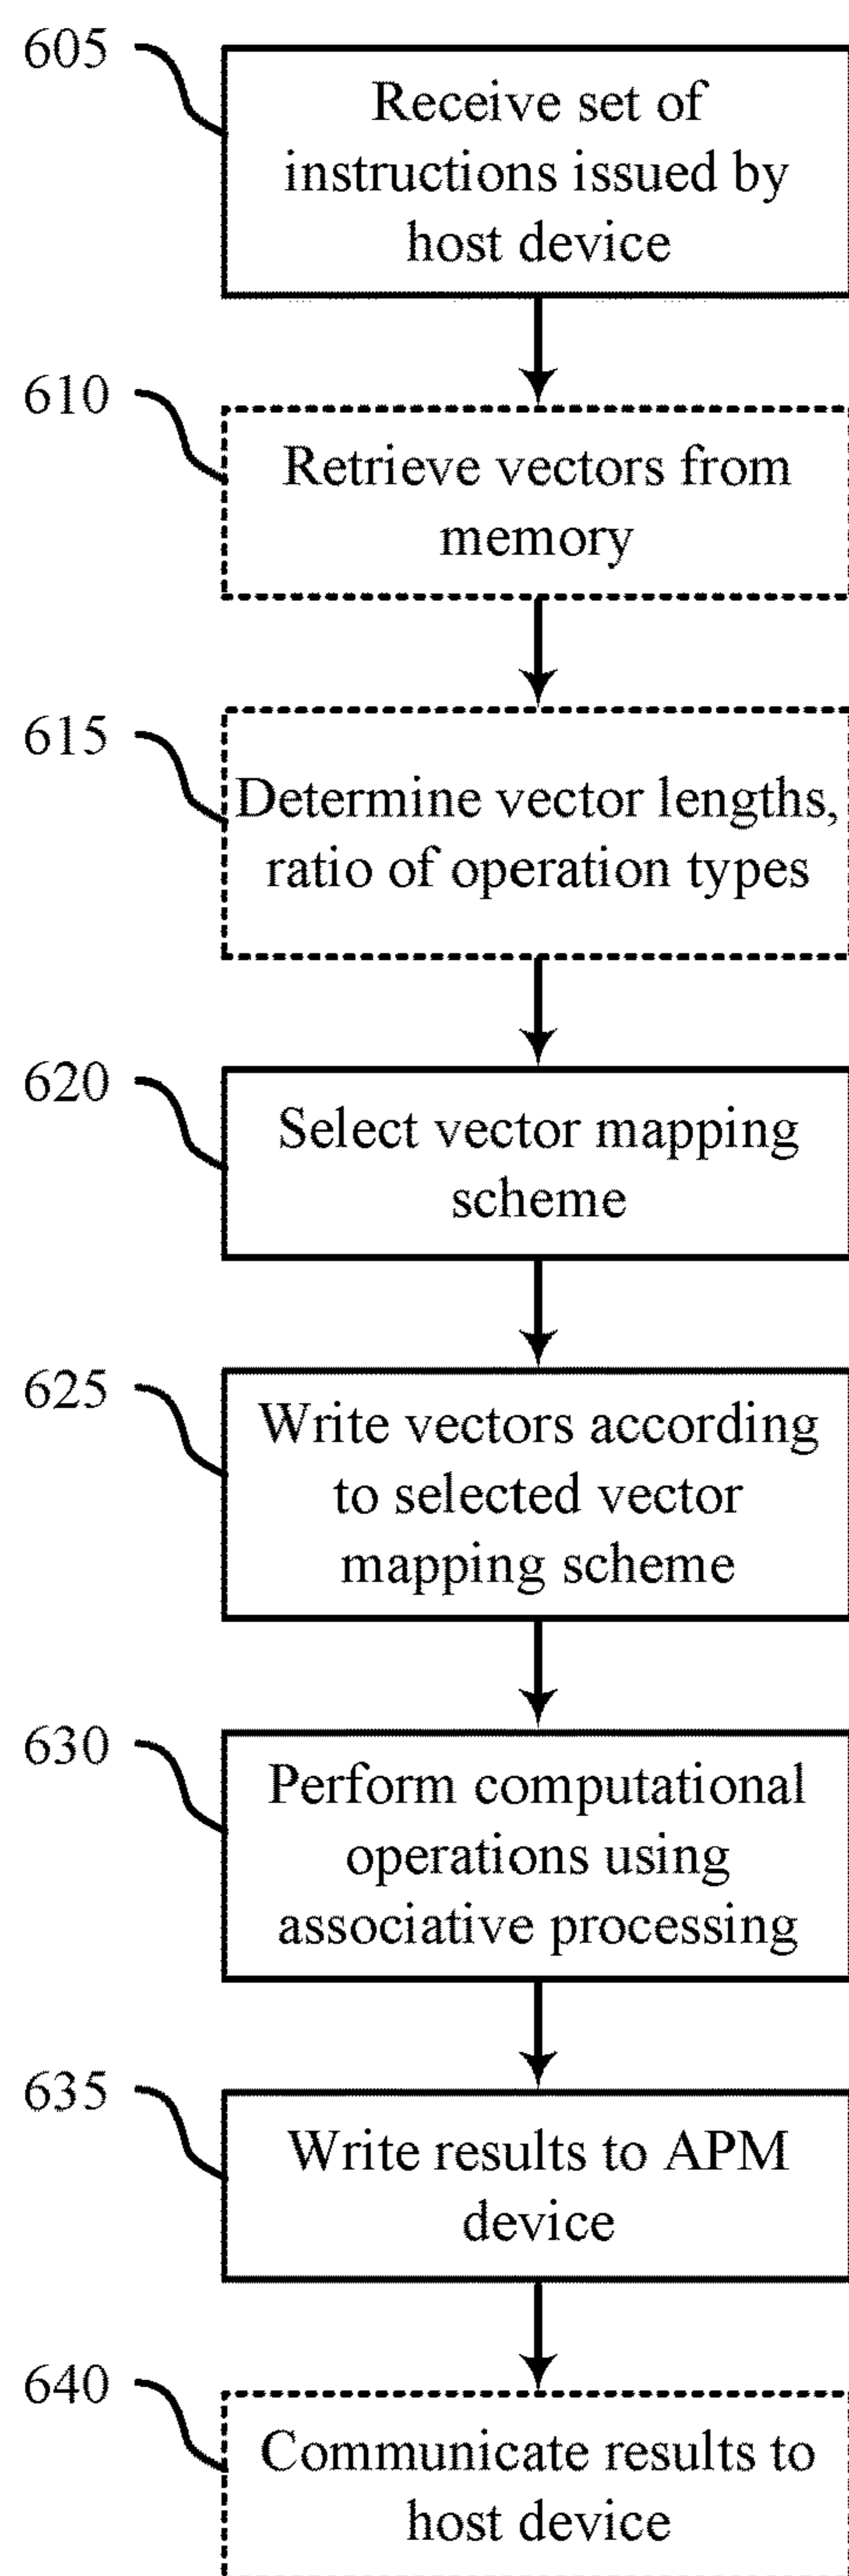 605
Receive set of
instructions issued by
host device
610
Retrieve vectors from
memory
615
Determine vector lengths,
ratio of operation types
620
Select vector mapping
scheme
625
Write vectors according
to selected vector
mapping scheme
630
Perform computational
operations using
associative processing
635
Write results to APM
device
640
Communicate results to
host device